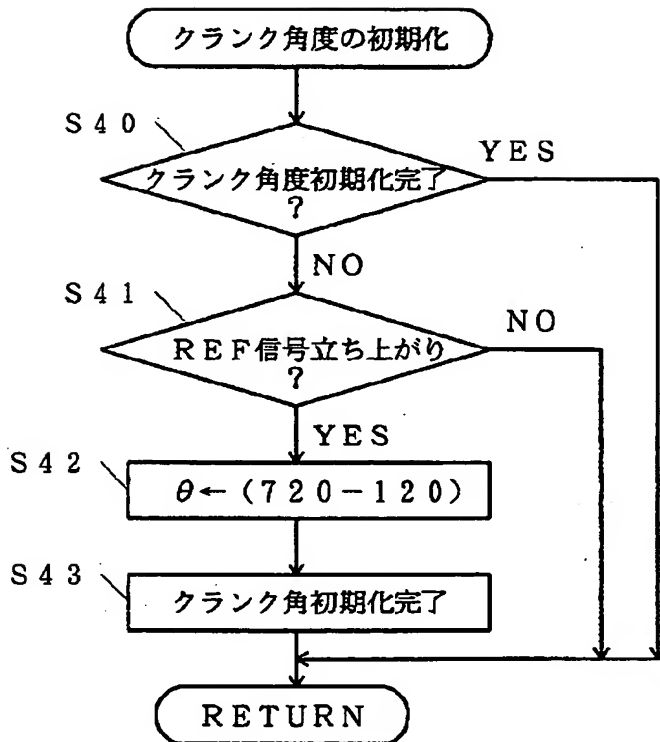 クランク角度の初期化
S40
YES
クランク角度初期化完了
?
NO
S41
NO
REF信号立ち上がり
?
YES
S42
θ←(720-120)
S43
クランク角初期化完了
RETURN